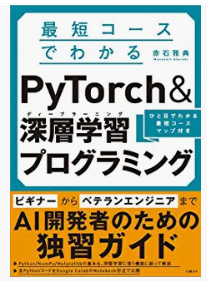 最短コース
でわかる
赤石雅典
Masanori Akaishi
PyTorch&
ディープラーニング
深層学習
プログラミング
ひと目でわかる
最短コース
マップ付き
ビギナーからベテランエンジニアまで
AI開発者のための
独習ガイド